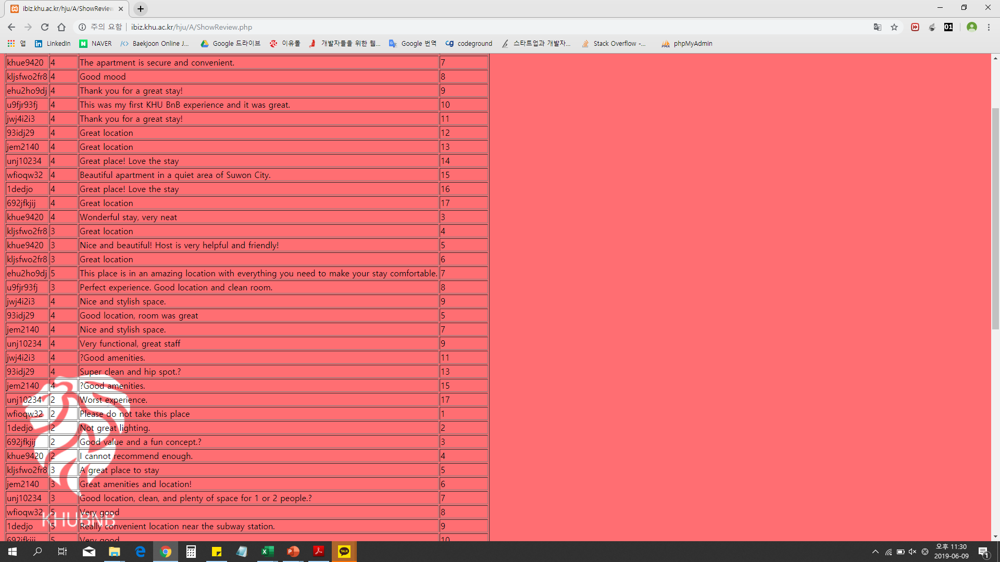 ibiz.khu.ac.kr/hju/A/ShowReview
주의 요함 ibiz.khu.ac.kr/hju/A/ShowReview.php
앱 LinkedIn NAVER Baekjoon Online J... Google 드라이브 이유몰 개발자들을 위한 웹... Google 번역 codeground 스타트업과 개발자... Stack Overflow -... phpMyAdmin
khue9420 4 The apartment is secure and convenient. 7
kljsfwo2fr8 4 Good mood 8
ehu2ho9dj 4 Thank you for a great stay! 9
u9fjr93fj 4 This was my first KHU BnB experience and it was great. 10
jwj4i2i3 4 Thank you for a great stay! 11
93idj29 4 Great location 12
jem2140 4 Great location 13
unj10234 4 Great place! Love the stay 14
wfioqw32 4 Beautiful apartment in a quiet area of Suwon City. 15
1dedjo 4 Great place! Love the stay 16
692jfkjij 4 Great location 17
khue9420 4 Wonderful stay, very neat 3
kljsfwo2fr8 3 Great location 4
khue9420 3 Nice and beautiful! Host is very helpful and friendly! 5
kljsfwo2fr8 3 Great location 6
ehu2ho9dj 5 This place is in an amazing location with everything you need to make your stay comfortable. 7
u9fjr93fj 3 Perfect experience. Good location and clean room. 8
jwj4i2i3 4 Nice and stylish space. 9
93idj29 4 Good location, room was great 5
jem2140 4 Nice and stylish space. 7
unj10234 4 Very functional, great staff 9
jwj4i2i3 4 ?Good amenities. 11
93idj29 4 Super clean and hip spot.? 13
jem2140 4 ?Good amenities. 15
unj10234 2 Worst experience. 17
wfioqw32 2 Please do not take this place 1
1dedjo 2 Not great lighting. 2
692jfkjij 2 Good value and a fun concept.? 3
khue9420 2 I cannot recommend enough. 4
kljsfwo2fr8 3 A great place to stay 5
jem2140 3 Great amenities and location! 6
unj10234 3 Good location, clean, and plenty of space for 1 or 2 people.? 7
wfioqw32 5 Very good 8
KHUBNB
1dedjo 5 Really convenient location near the subway station. 9
692jfkjij 5 Very good 10
TALK
오후 11:30
2019-06-09
1